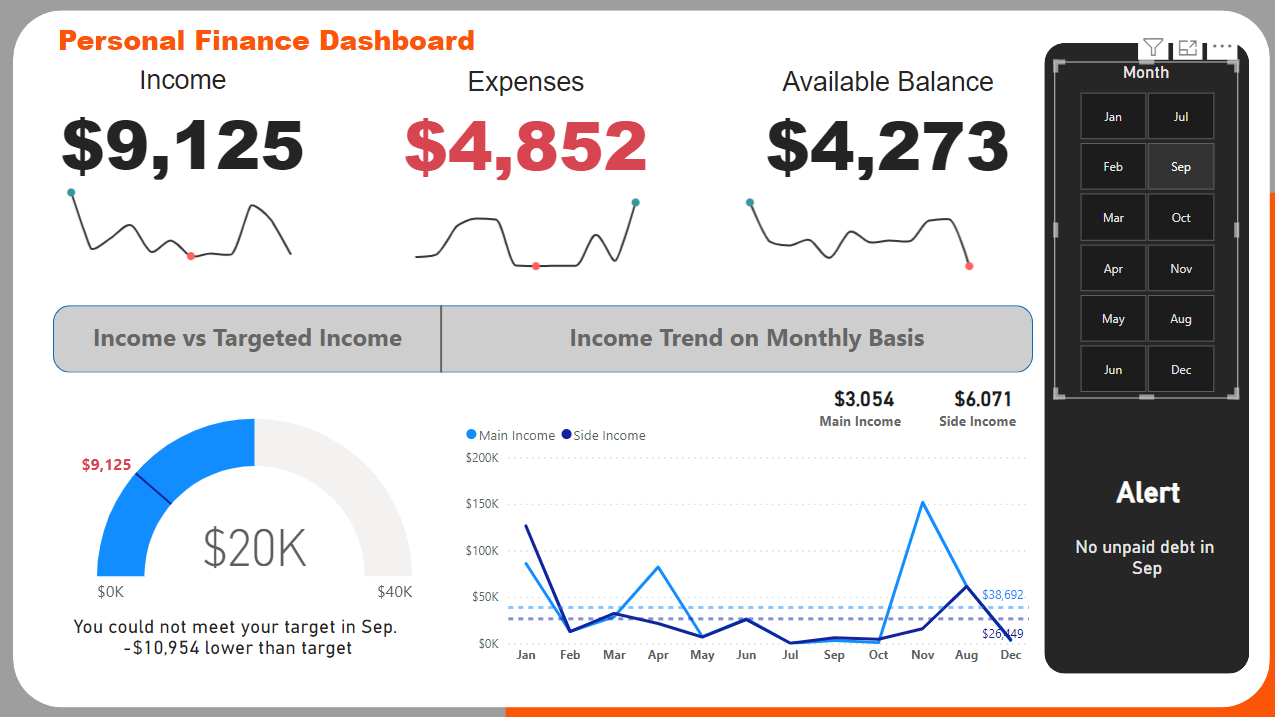 Personal Finance Dashboard
Income
Expenses
Available Balance
$9,125
$4,852
$4,273
Month
Jan
Jul
Feb
Sep
Mar
Oct
Apr
Nov
May
Aug
Jun
Dec
Income vs Targeted Income
Income Trend on Monthly Basis
$9,125
$20K
$0K
$40K
You could not meet your target in Sep.
-$10,954 lower than target
$3,054
Main Income
$6,071
Side Income
Main Income
Side Income
$200K
$150K
$100K
$50K
$0K
$38,692
$26,149
Jan Feb Mar Apr May Jun Jul Sep Oct Nov Aug Dec
Alert
No unpaid debt in
Sep